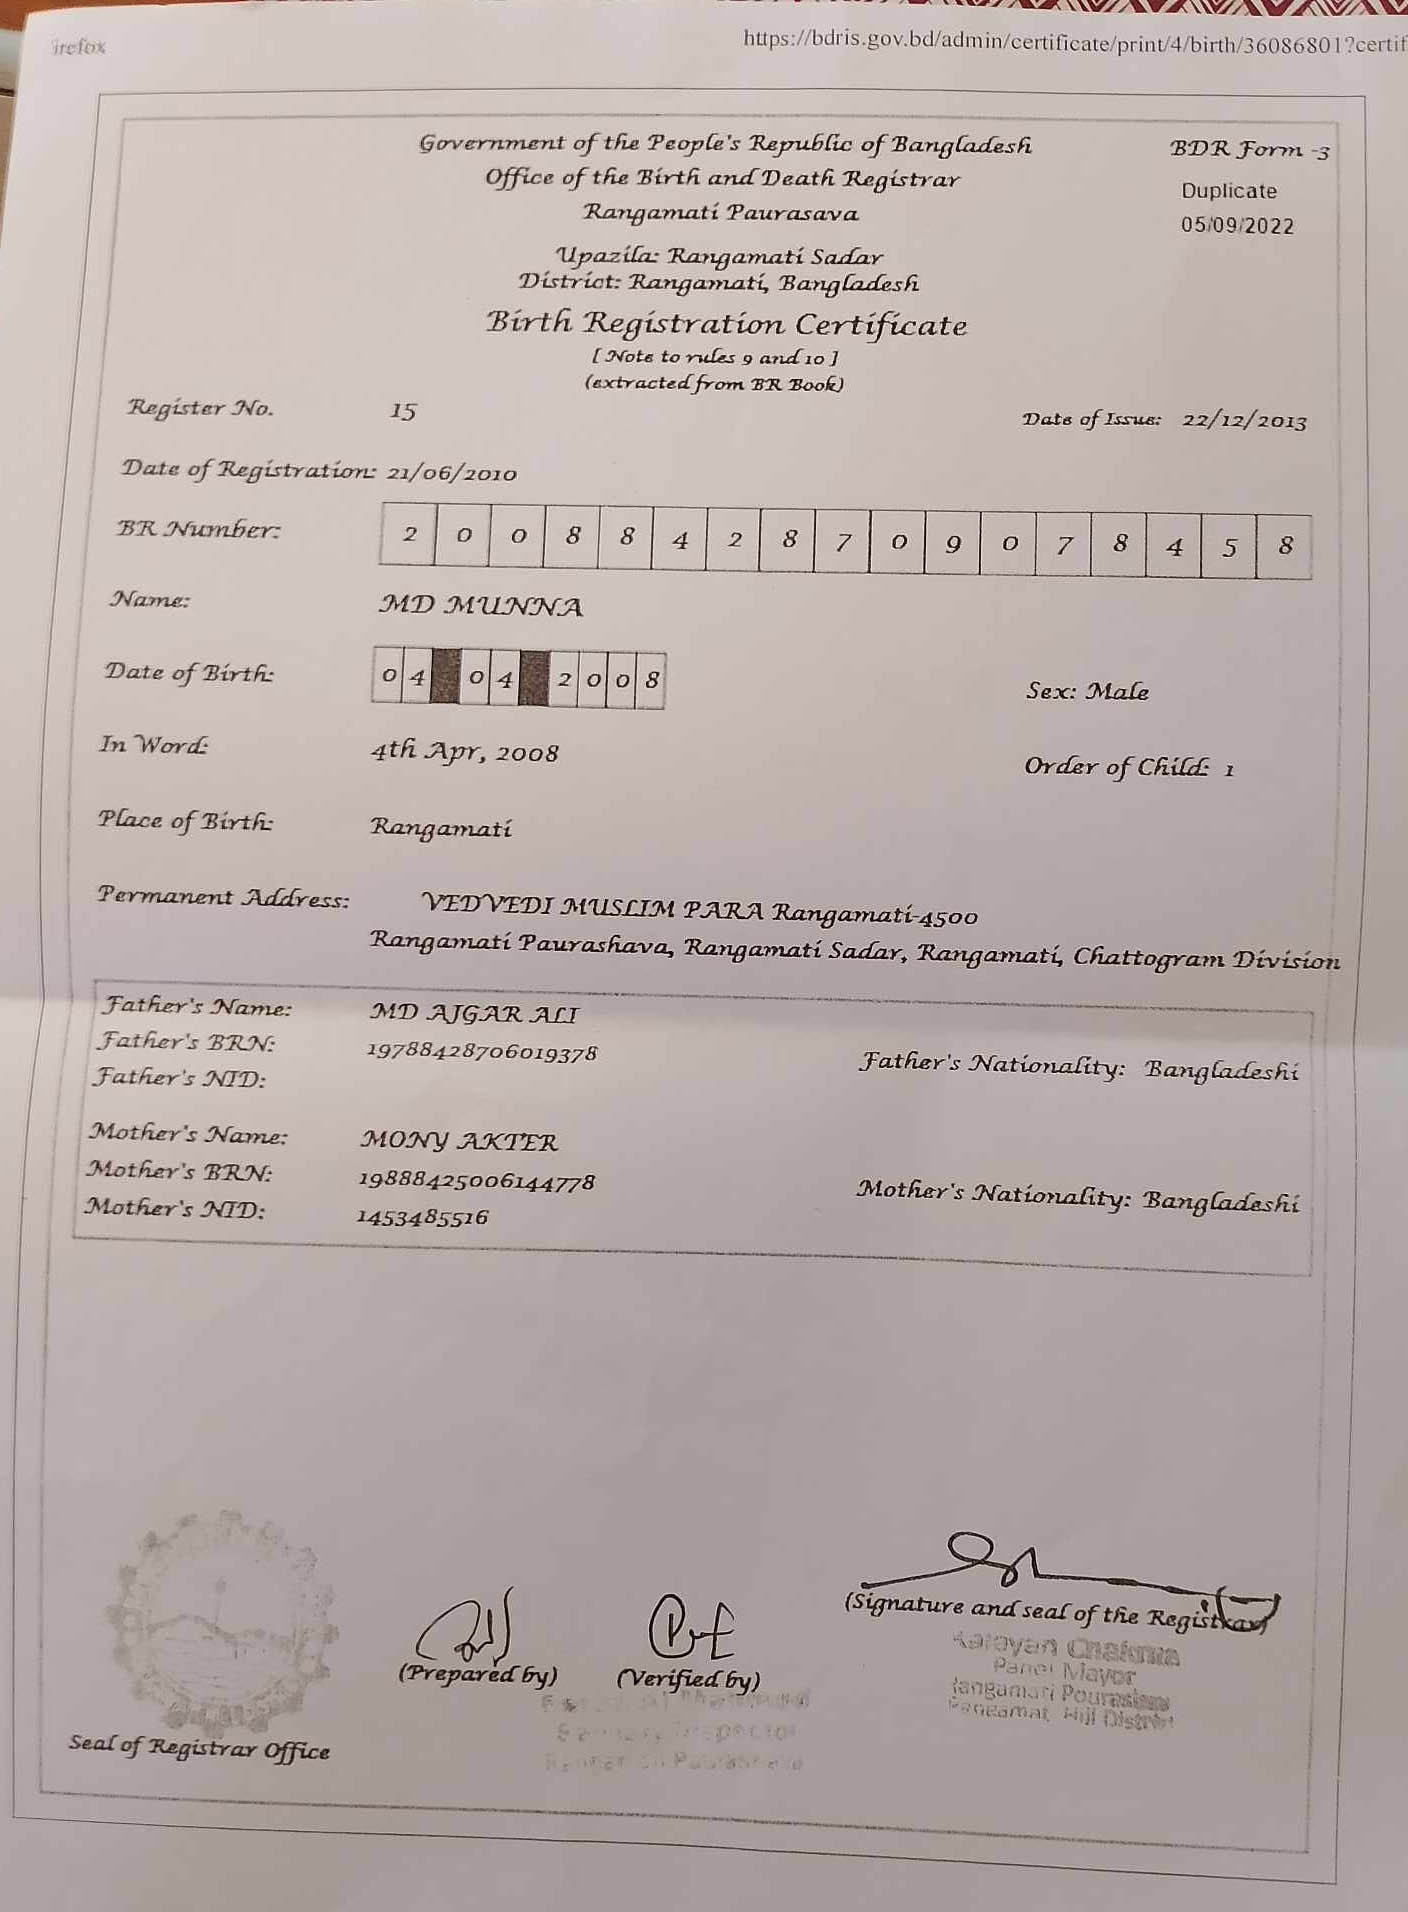 irefox
https://bdris.gov.bd/admin/certificate/print/4/birth/36086801?certif
Government of the People's Republic of Bangladesh
BDR Form -3
Office of the Birth and Death Registrar
Duplicate
Rangamati Paurasava
05/09/2022
Upazila: Rangamati Sadar
District: Rangamati, Bangladesh
Birth Registration Certificate
[ Note to rules 9 and 10 ]
(extracted from BR Book)
Register No. 15
Date of Issue: 22/12/2013
Date of Registration: 21/06/2010
BR Number: 2 0 0 8 8 4 2 8 7 0 9 0 7 8 4 5 8
Name: MD MUNNA
Date of Birth: 0 4 0 4 2 0 0 8
Sex: Male
In Word: 4th Apr, 2008
Order of Child: 1
Place of Birth: Rangamati
Permanent Address: VEDVEDI MUSLIM PARA Rangamati-4500
Rangamati Paurashava, Rangamati Sadar, Rangamati, Chattogram Division
Father's Name: MD AJGAR ALI
Father's BRN: 19788428706019378
Father's Nationality: Bangladeshi
Father's NID:
Mother's Name: MONY AKTER
Mother's BRN: 19888425006144778
Mother's Nationality: Bangladeshi
Mother's NID: 1453485516
(Signature and seal of the Registrar)
Chakma
(Prepared by) (Verified by)
Panel Mayor
Hill District
Seal of Registrar Office